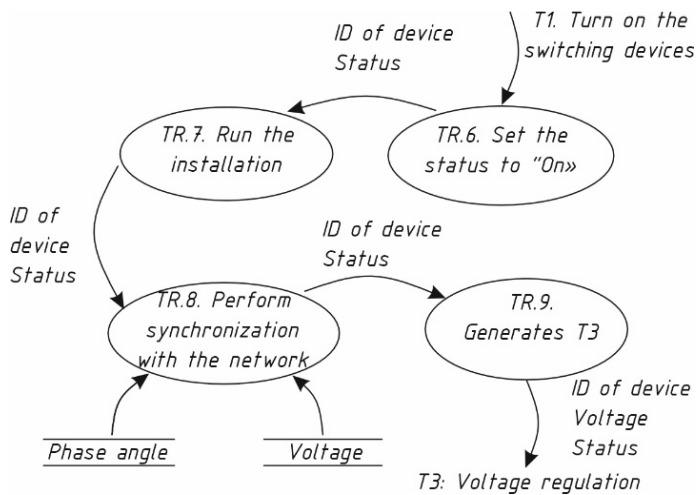 T1. Turn on the
switching devices
ID of device
Status
TR.7. Run the
installation
TR.6. Set the
status to "On»
ID of
device
Status
ID of device
Status
TR.8. Perform
synchronization
with the network
TR.9.
Generates T3
ID of device
Voltage
Status
Phase angle
Voltage
T3: Voltage regulation